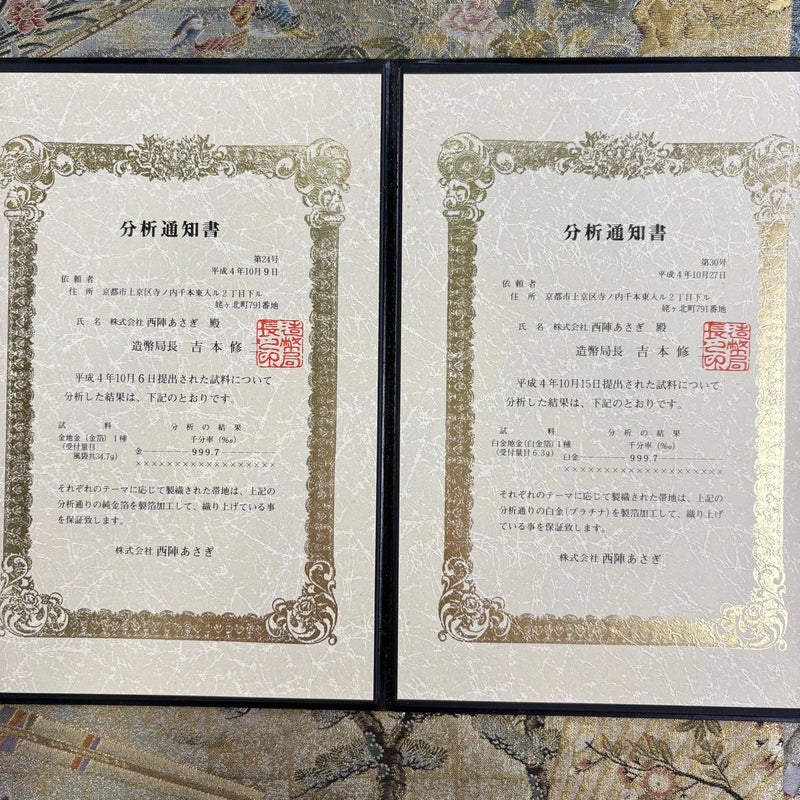 分析通知書
第24号
平成4年10月9日
依頼者
住所 京都市上京区寺ノ内千本東入ル2丁目下ル
姥ヶ北町791番地
氏名 株式会社 西陣あさぎ 殿
造幣局長 吉本修一
造幣局長之印
平成4年10月6日提出された試料について
分析した結果は、下記のとおりです。
試料 分析の結果
金地金(金箔)1種 千分率(‰)
(受付量目
風袋共34.7g) 金―――――999.7―――――
××××××××××××××××××
それぞれのテーマに応じて製織された帯地は、上記の
分析通りの純金箔を製箔加工して、織り上げている事
を保証致します。
株式会社 西陣あさぎ
分析通知書
第30号
平成4年10月27日
依頼者
住所 京都市上京区寺ノ内千本東入ル2丁目下ル
姥ヶ北町791番地
氏名 株式会社 西陣あさぎ 殿
造幣局長 吉本修一
造幣局長之印
平成4年10月15日提出された試料について
分析した結果は、下記のとおりです。
試料 分析の結果
白金地金(白金箔)1種 千分率(‰)
(受付量目6.3g) 白金―――――999.7―――――
××××××××××××××××××
それぞれのテーマに応じて製織された帯地は、上記の
分析通りの白金(プラチナ)を製箔加工して、織り上げ
ている事を保証致します。
株式会社 西陣あさぎ